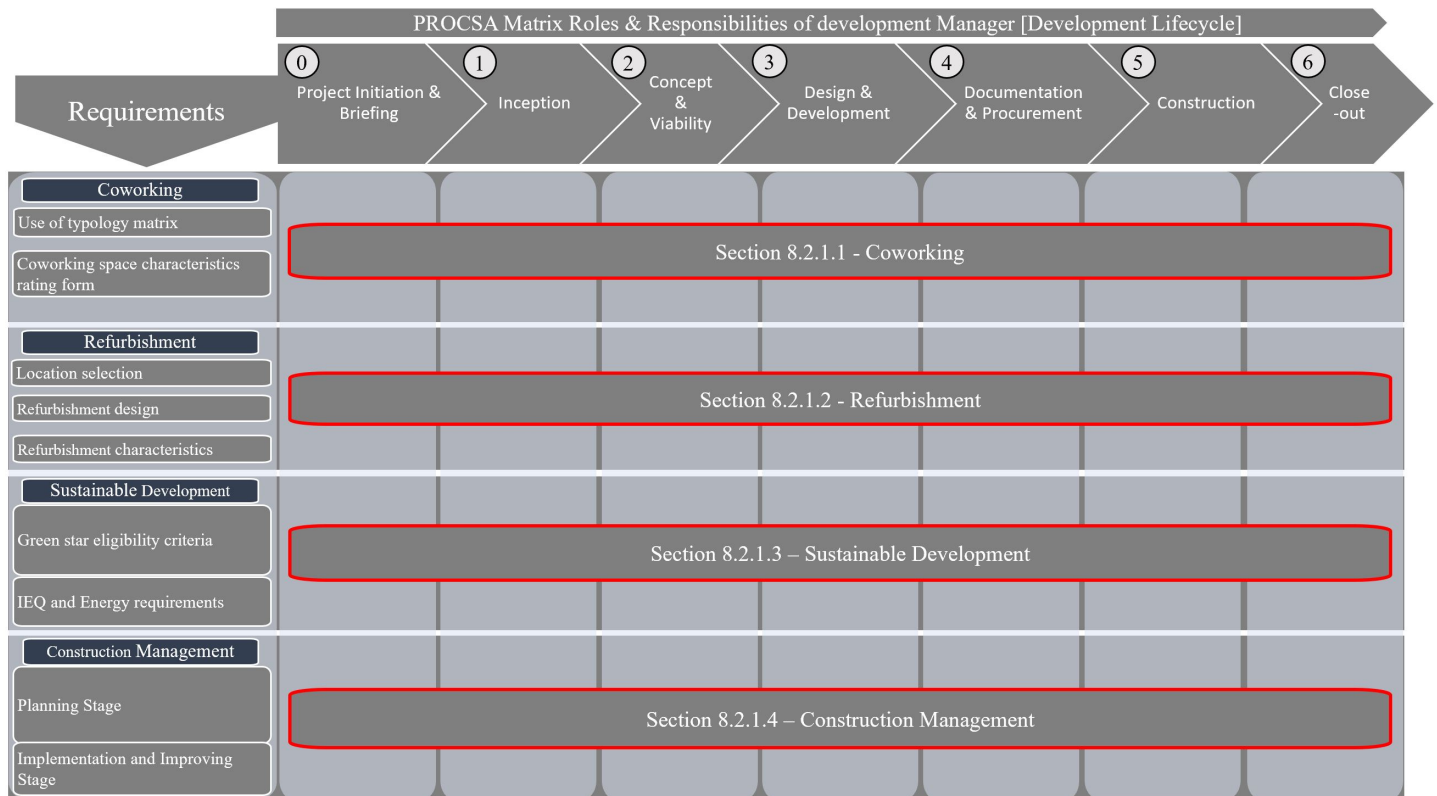 PROCSA Matrix Roles & Responsibilities of development Manager [Development Lifecycle]
Requirements
0
Project Initiation &
Briefing
1
Inception
2
Concept
&
Viability
3
Design &
Development
4
Documentation
& Procurement
5
Construction
6
Close
-out
Coworking
Use of typology matrix
Coworking space characteristics
rating form
Section 8.2.1.1 - Coworking
Refurbishment
Location selection
Refurbishment design
Refurbishment characteristics
Section 8.2.1.2 - Refurbishment
Sustainable Development
Green star eligibility criteria
IEQ and Energy requirements
Section 8.2.1.3 – Sustainable Development
Construction Management
Planning Stage
Implementation and Improving
Stage
Section 8.2.1.4 – Construction Management